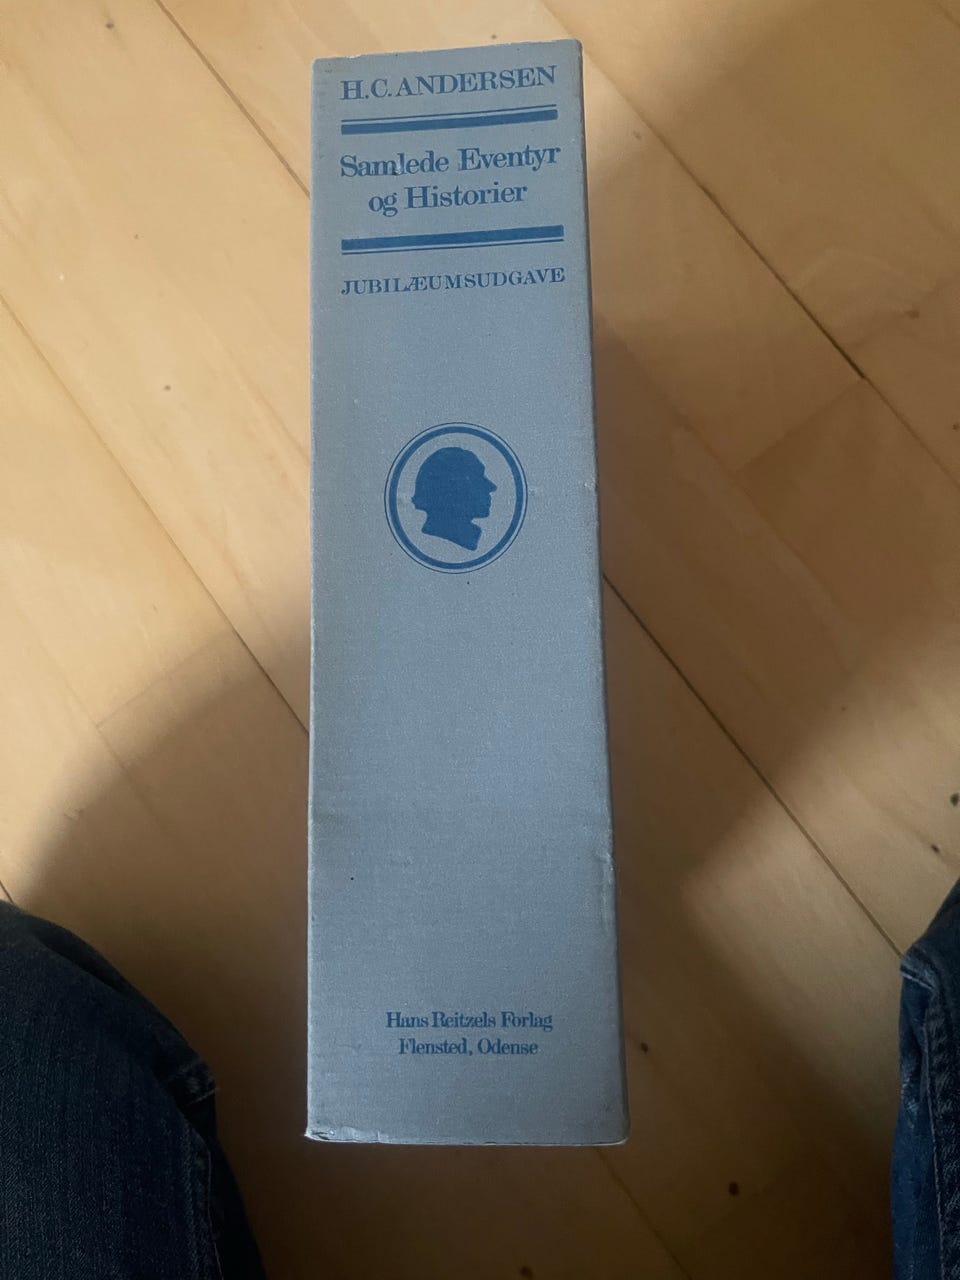 H.C. ANDERSEN
Samlede Eventyr
og Historier
JUBILÆUMSUDGAVE
Hans Reitzels Forlag
Flensted, Odense